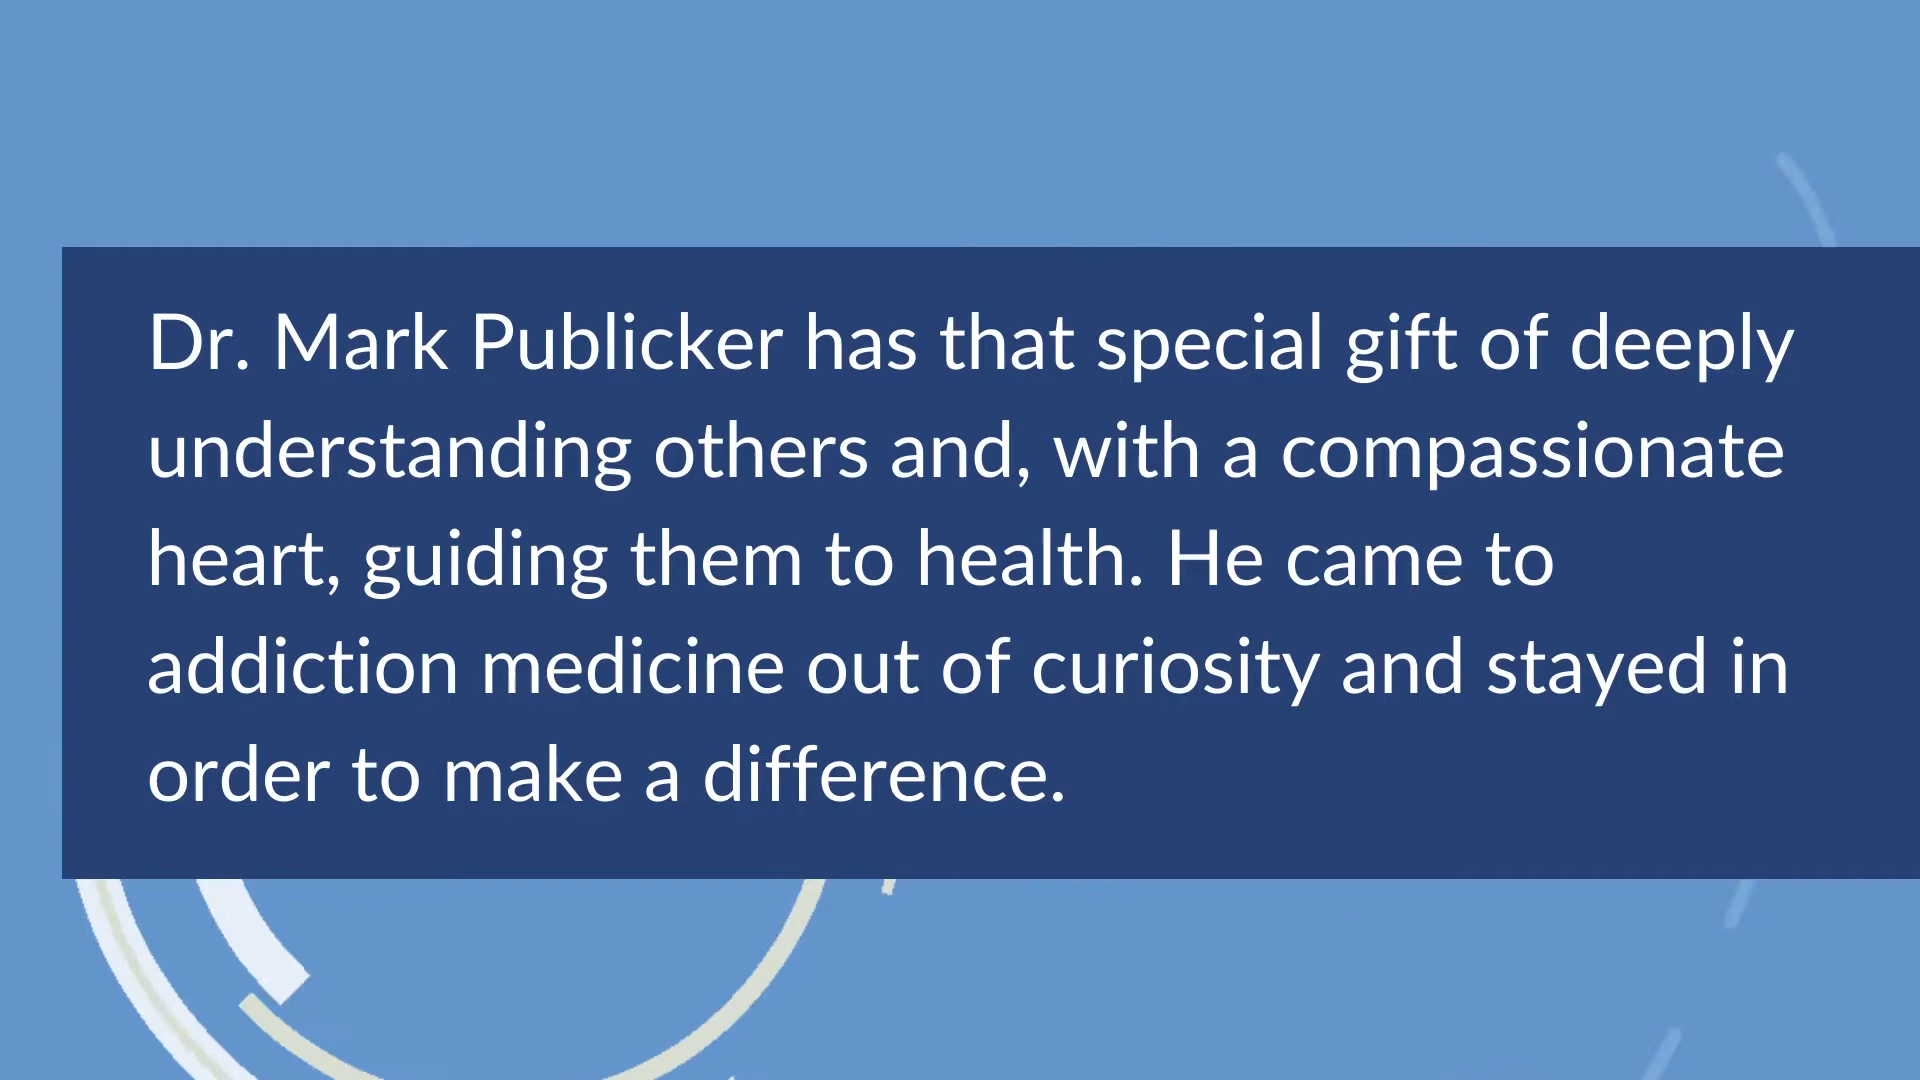 Dr. Mark Publicker has that special gift of deeply
understanding others and, with a compassionate
heart, guiding them to health. He came to
addiction medicine out of curiosity and stayed in
order to make a difference.